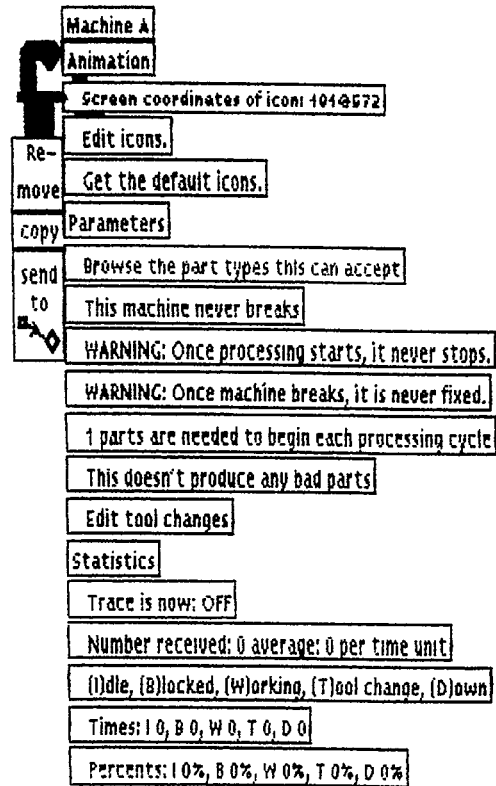 Machine A
Animation
Screen coordinates of icon: 101@572
Edit icons.
Get the default icons.
Re-
move
copy
send
to
Parameters
Browse the part types this can accept
This machine never breaks
WARNING: Once processing starts, it never stops.
WARNING: Once machine breaks, it is never fixed.
1 parts are needed to begin each processing cycle
This doesn't produce any bad parts
Edit tool changes
Statistics
Trace is now: OFF
Number received: 0 average: 0 per time unit
(I)dle, (B)locked, (W)orking, (T)ool change, (D)own
Times: I 0, B 0, W 0, T 0, D 0
Percents: I 0%, B 0%, W 0%, T 0%, D 0%